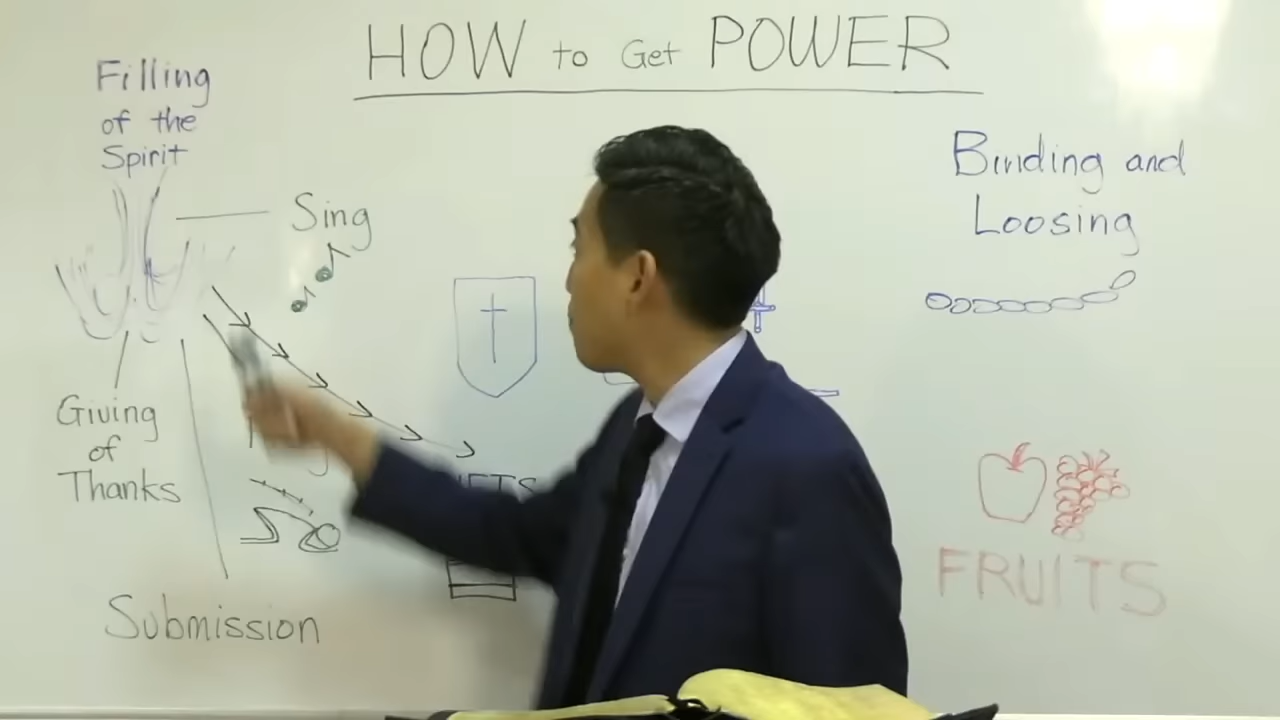 HOW to Get POWER
Filling
of the
Spirit
Sing
Giving
of
Thanks
Submission
Binding and
Loosing
FRUITS